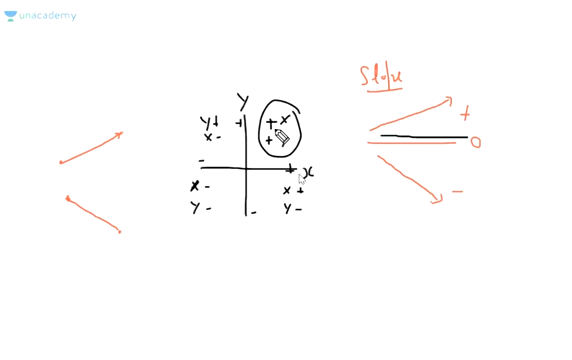 unacademy
Slope
Y
Y+ + + X
X - +
+
0
-
- + X
X - X +
Y - - Y -